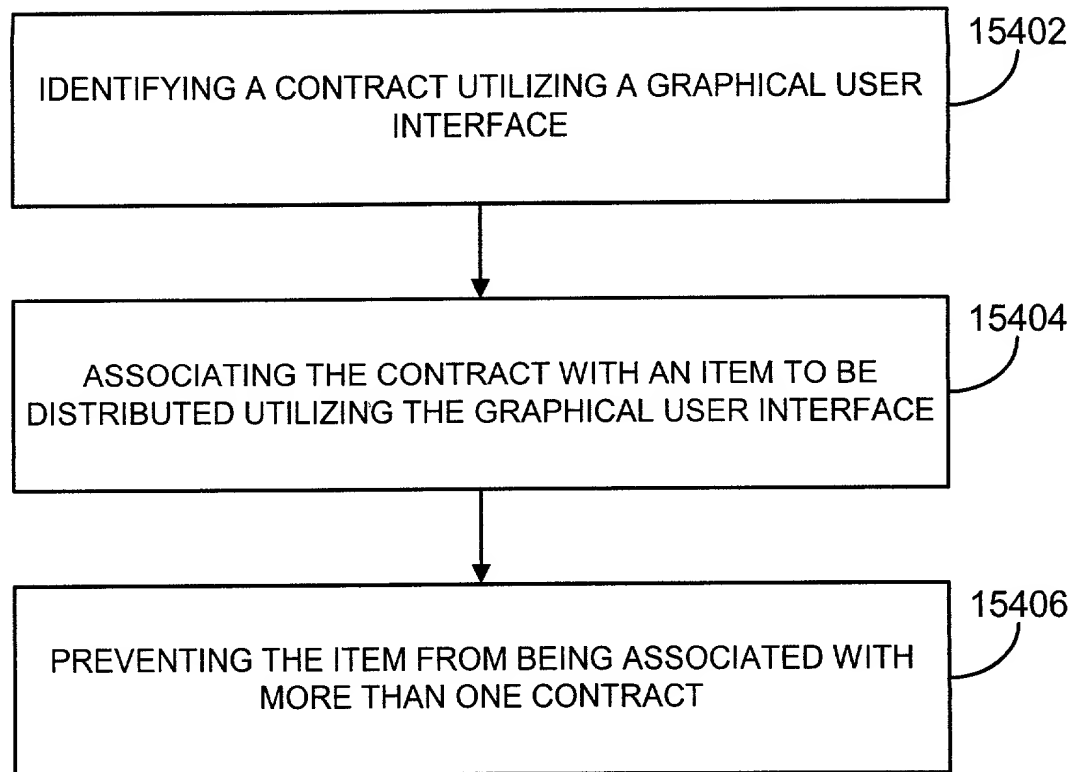 15402
IDENTIFYING A CONTRACT UTILIZING A GRAPHICAL USER
INTERFACE
15404
ASSOCIATING THE CONTRACT WITH AN ITEM TO BE
DISTRIBUTED UTILIZING THE GRAPHICAL USER INTERFACE
15406
PREVENTING THE ITEM FROM BEING ASSOCIATED WITH
MORE THAN ONE CONTRACT